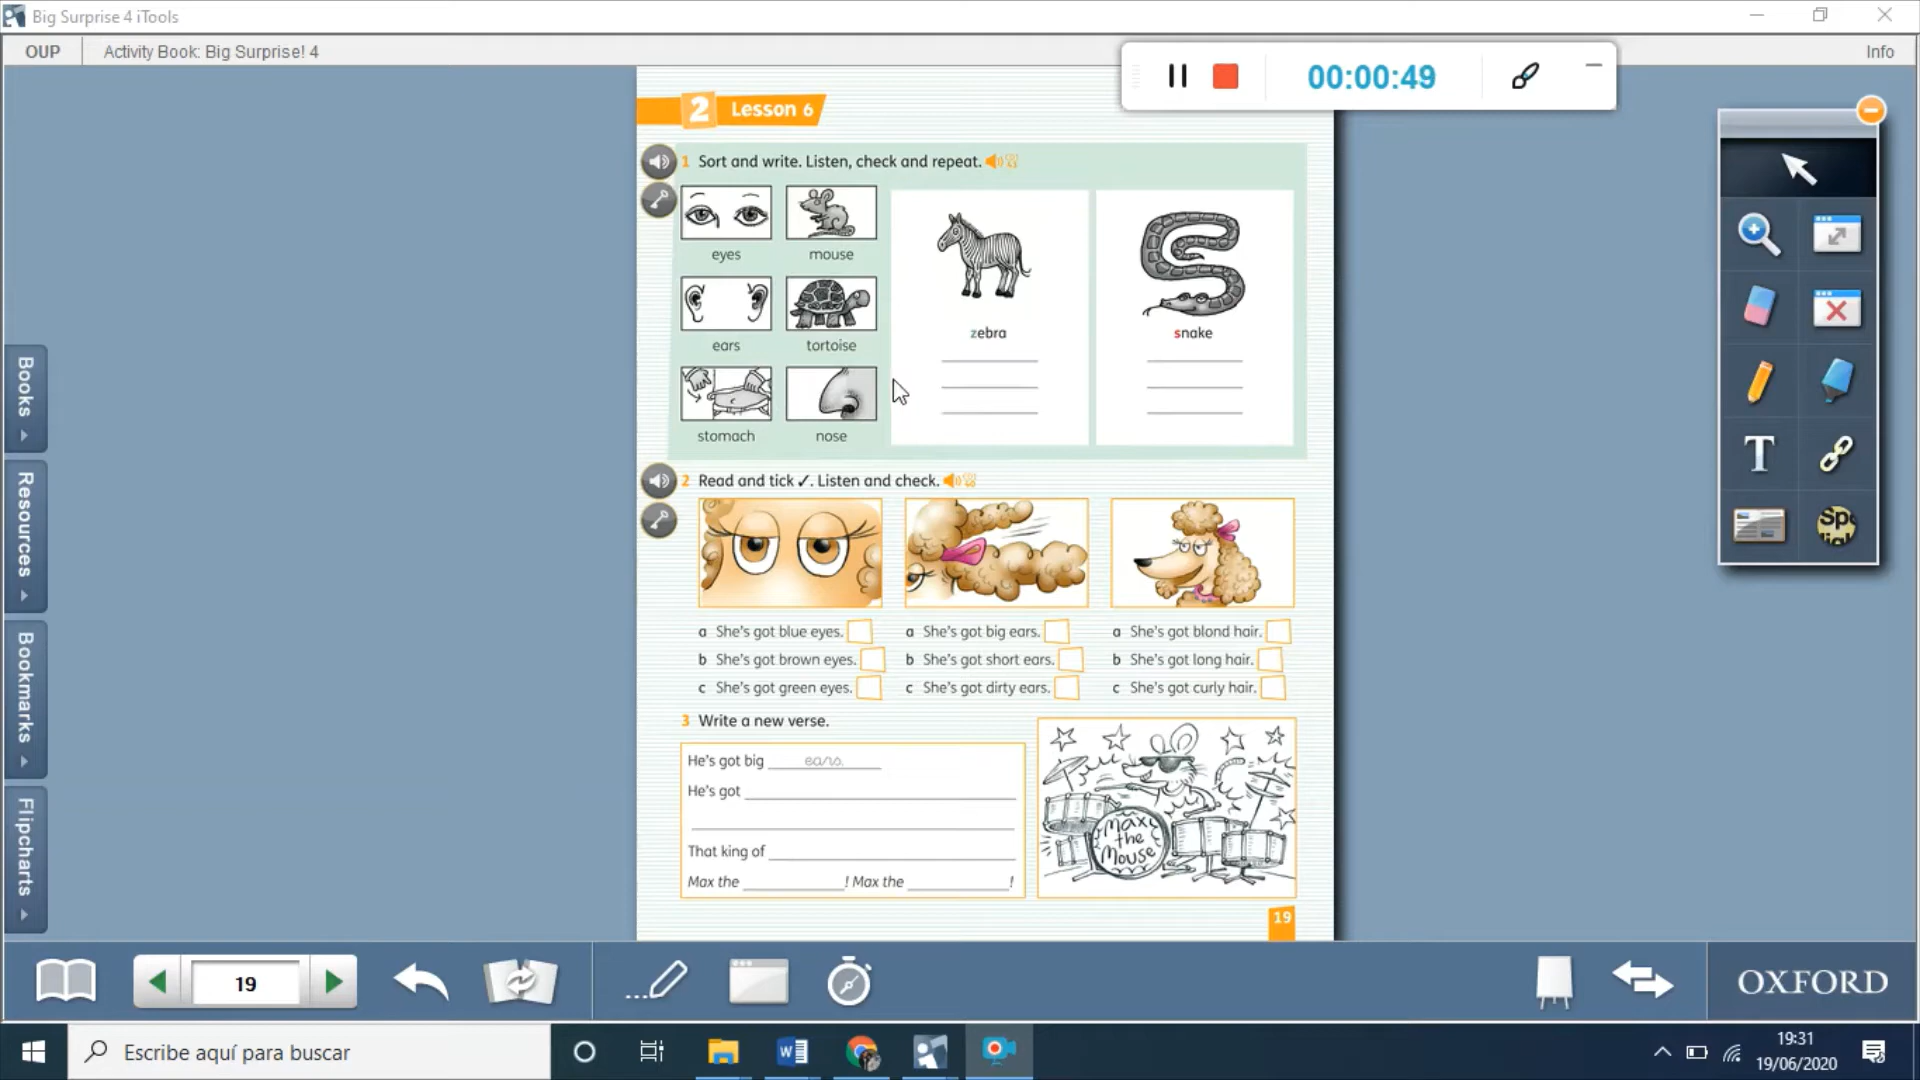 Big Surprise 4 iTools
OUP
Activity Book: Big Surprise! 4
Info
00:00:49
2 Lesson 6
1 Sort and write. Listen, check and repeat.
eyes
mouse
ears
tortoise
stomach
nose
zebra
snake
2 Read and tick ✓. Listen and check.
a She's got blue eyes.
b She's got brown eyes.
c She's got green eyes.
a She's got big ears.
b She's got short ears.
c She's got dirty ears.
a She's got blond hair.
b She's got long hair.
c She's got curly hair.
3 Write a new verse.
He's got big ears.
He's got
That king of
Max the ! Max the !
Max
the
Mouse
19
Books
Resources
Bookmarks
Flipcharts
T
19
OXFORD
Escribe aquí para buscar
19:31
19/06/2020